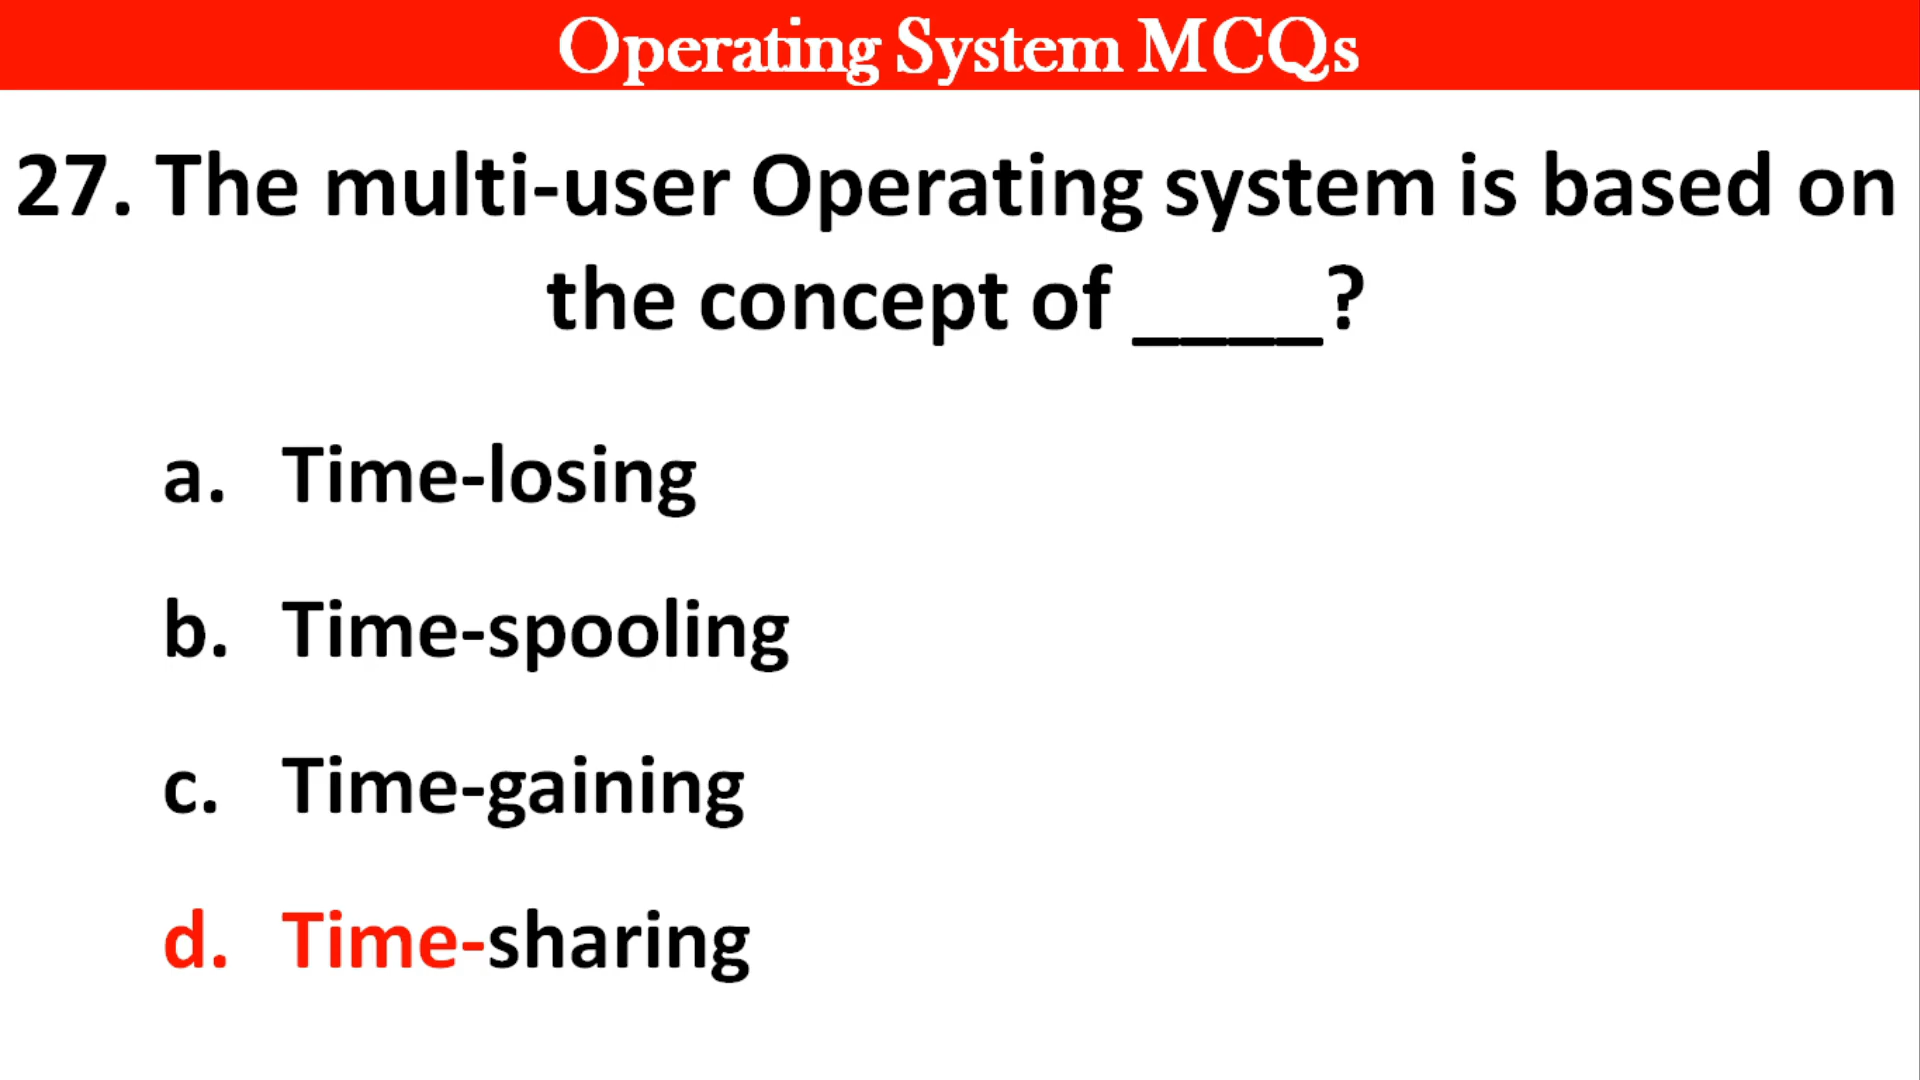 Operating System MCQs
27. The multi-user Operating system is based on
the concept of ____?
a. Time-losing
b. Time-spooling
c. Time-gaining
d. Time-sharing